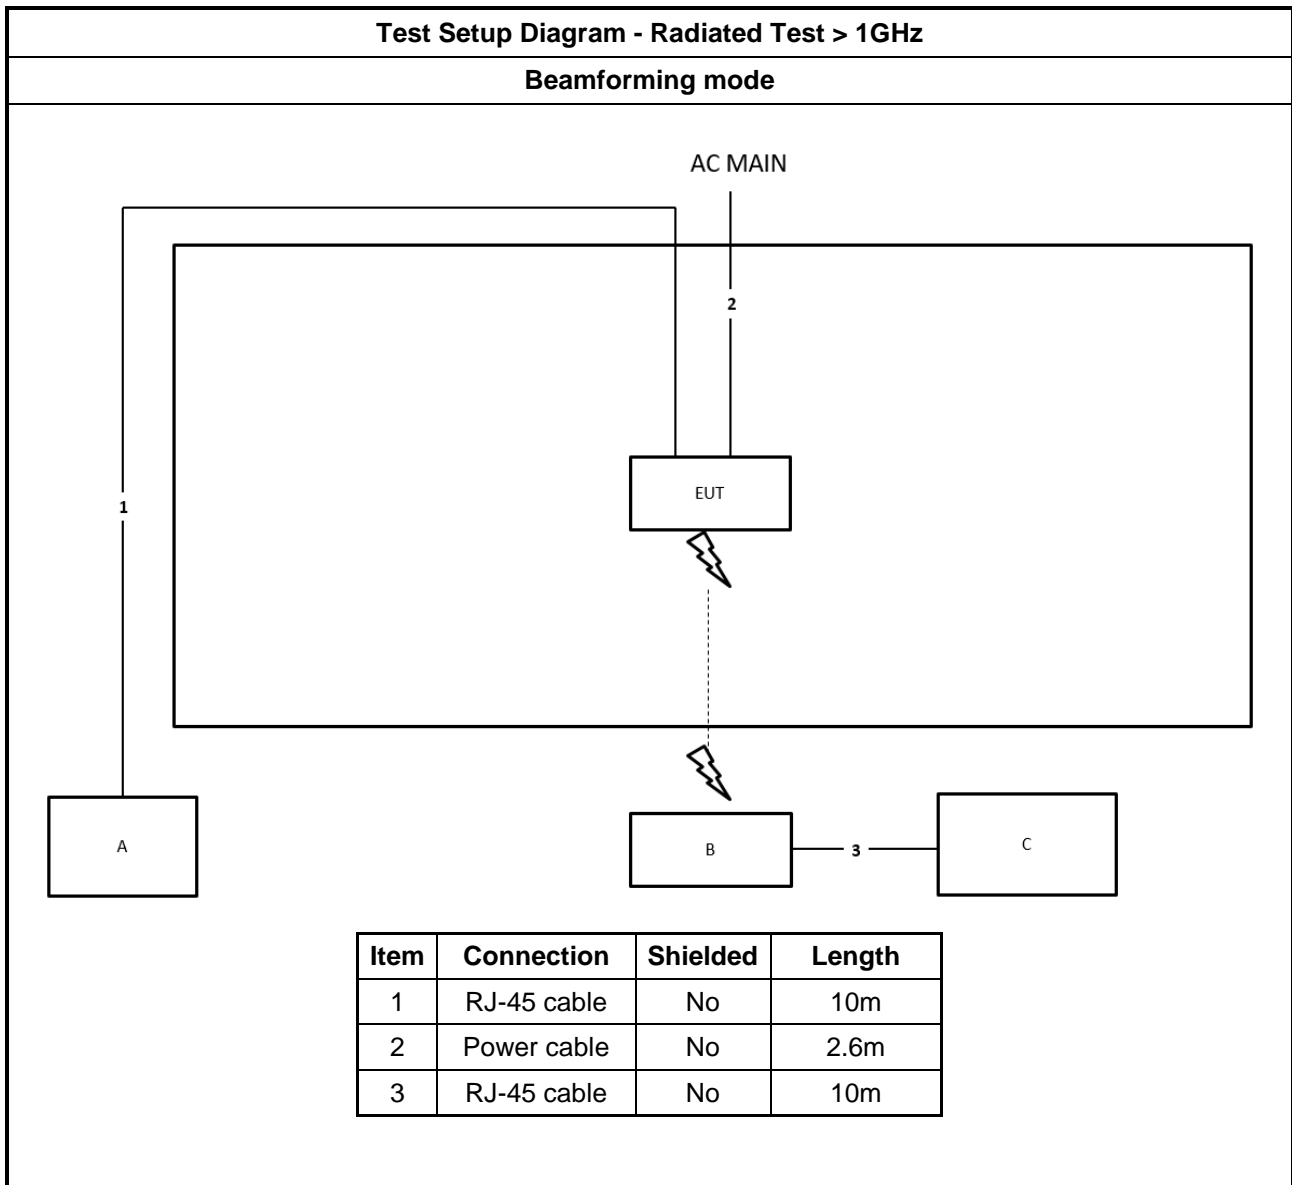 Test Setup Diagram - Radiated Test > 1GHz
Beamforming mode
AC MAIN
2
EUT
1
A
B
3
C
Item Connection Shielded Length
1 RJ-45 cable No 10m
2 Power cable No 2.6m
3 RJ-45 cable No 10m